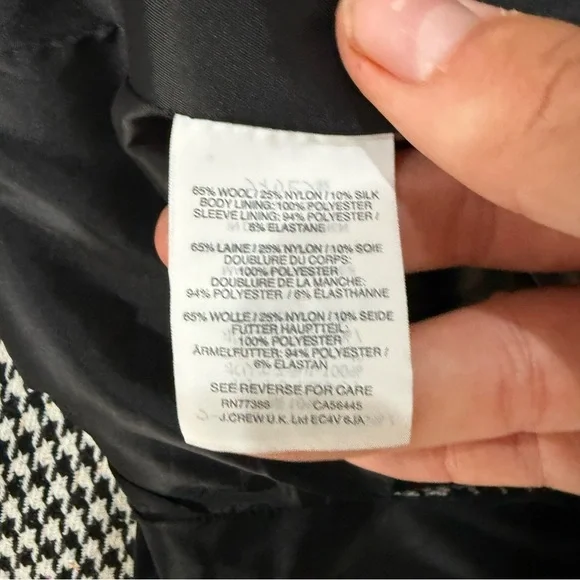 65% WOOL / 25% NYLON / 10% SILK
BODY LINING: 100% POLYESTER
SLEEVE LINING: 94% POLYESTER /
6% ELASTANE
65% LAINE / 25% NYLON / 10% SOIE
DOUBLURE DU CORPS:
100% POLYESTER
DOUBLURE DE LA MANCHE:
94% POLYESTER / 6% ÉLASTHANNE
65% WOLLE / 25% NYLON / 10% SEIDE
FUTTER HAUPTTEIL:
100% POLYESTER
ÄRMELFUTTER: 94% POLYESTER /
6% ELASTAN
SEE REVERSE FOR CARE
RN77388 CA56445
J.CREW U.K. Ltd EC4V 6JA